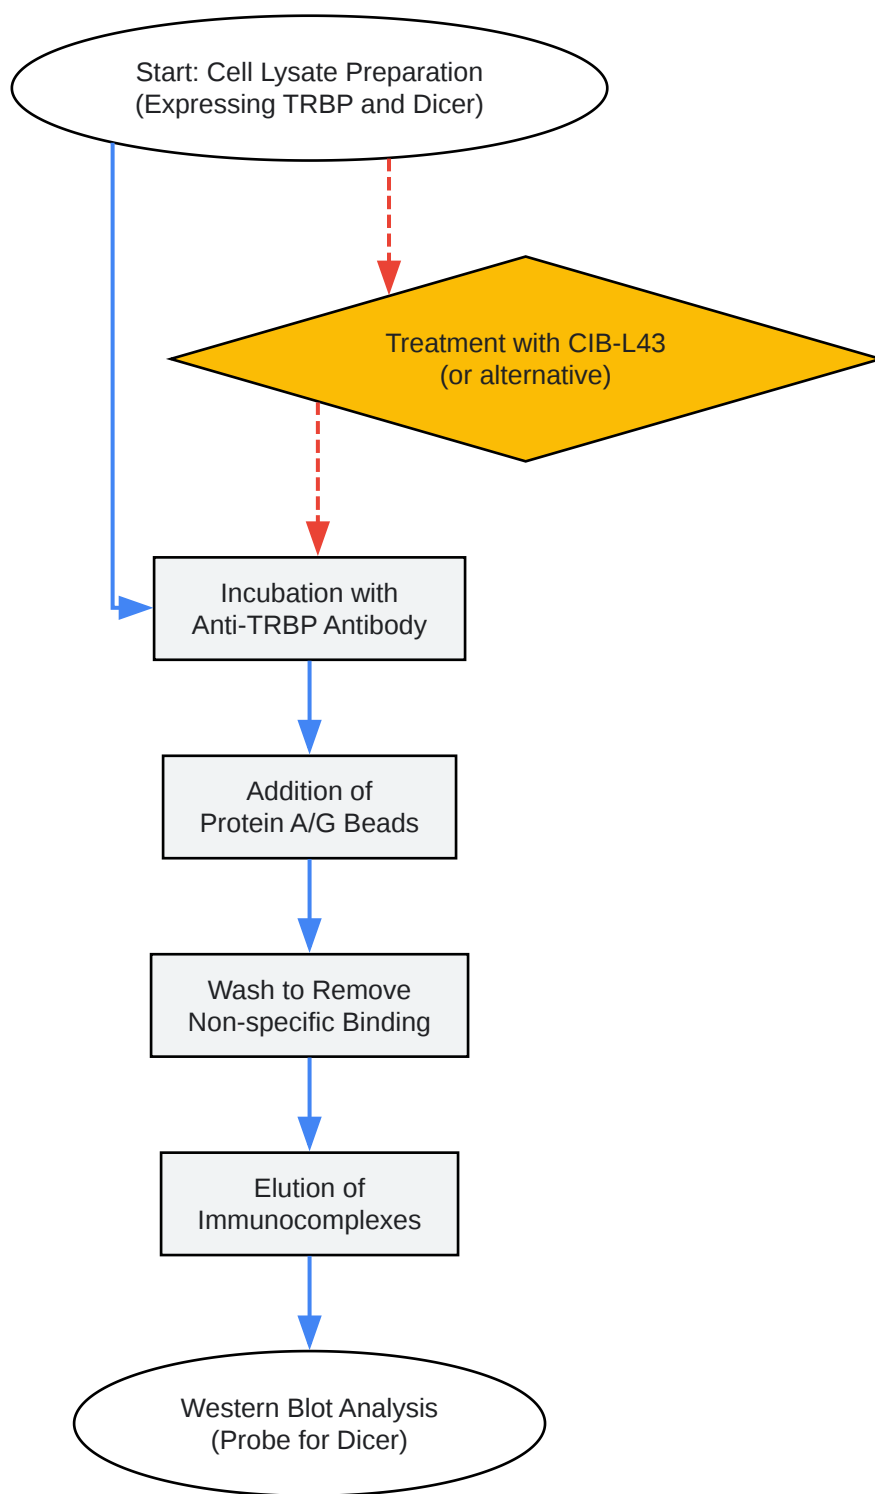 Start: Cell Lysate Preparation
(Expressing TRBP and Dicer)
Treatment with CIB-L43
(or alternative)
Incubation with
Anti-TRBP Antibody
Addition of
Protein A/G Beads
Wash to Remove
Non-specific Binding
Elution of
Immunocomplexes
Western Blot Analysis
(Probe for Dicer)